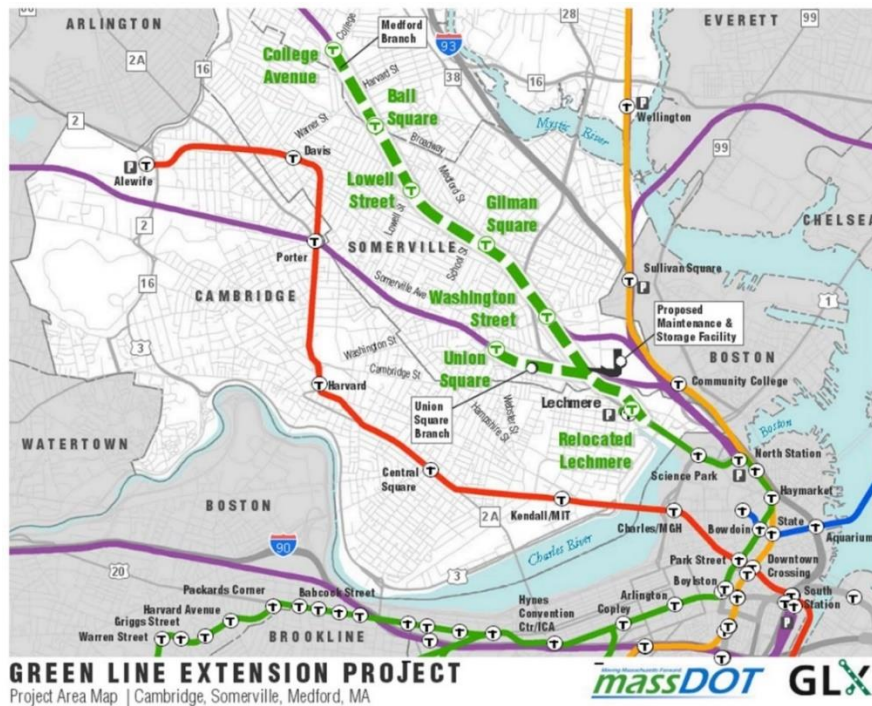 ARLINGTON
2A
16
2
College
Medford
Branch
93
28
38
16
EVERETT
99
College
Avenue
Harvard St
Ball
Square
Warner St
Broadway
Mystic River
Wellington
P
99
Davis
P
Alewife
Lowell
Street
Medford St
Gilman
Square
CHELSEA
2
Lowell St
SOMERVILLE
School St
Porter
Sullivan Square
P
16
CAMBRIDGE
Somerville Ave
Washington
Street
Proposed
Maintenance &
Storage Facility
1
3
Washington St
Union
Square
BOSTON
Cambridge St
Community College
Harvard
Union
Square
Branch
Webster St
Hampshire St
Lechmere
P
WATERTOWN
Relocated
Lechmere
Boston
Science Park
P
North Station
Central
Square
Haymarket
BOSTON
2A
Kendall/MIT
Charles/MGH
Bowdoin
State
Aquarium
90
Charles River
Park Street
Downtown
Crossing
20
3
Boylston
South
Station
P
Packards Corner
Babcock Street
Harvard Avenue
Griggs Street
Warren Street
BROOKLINE
Hynes
Convention
Ctr/ICA
Copley
Arlington
GREEN LINE EXTENSION PROJECT
Project Area Map | Cambridge, Somerville, Medford, MA
Moving Massachusetts Forward
massDOT
GLX